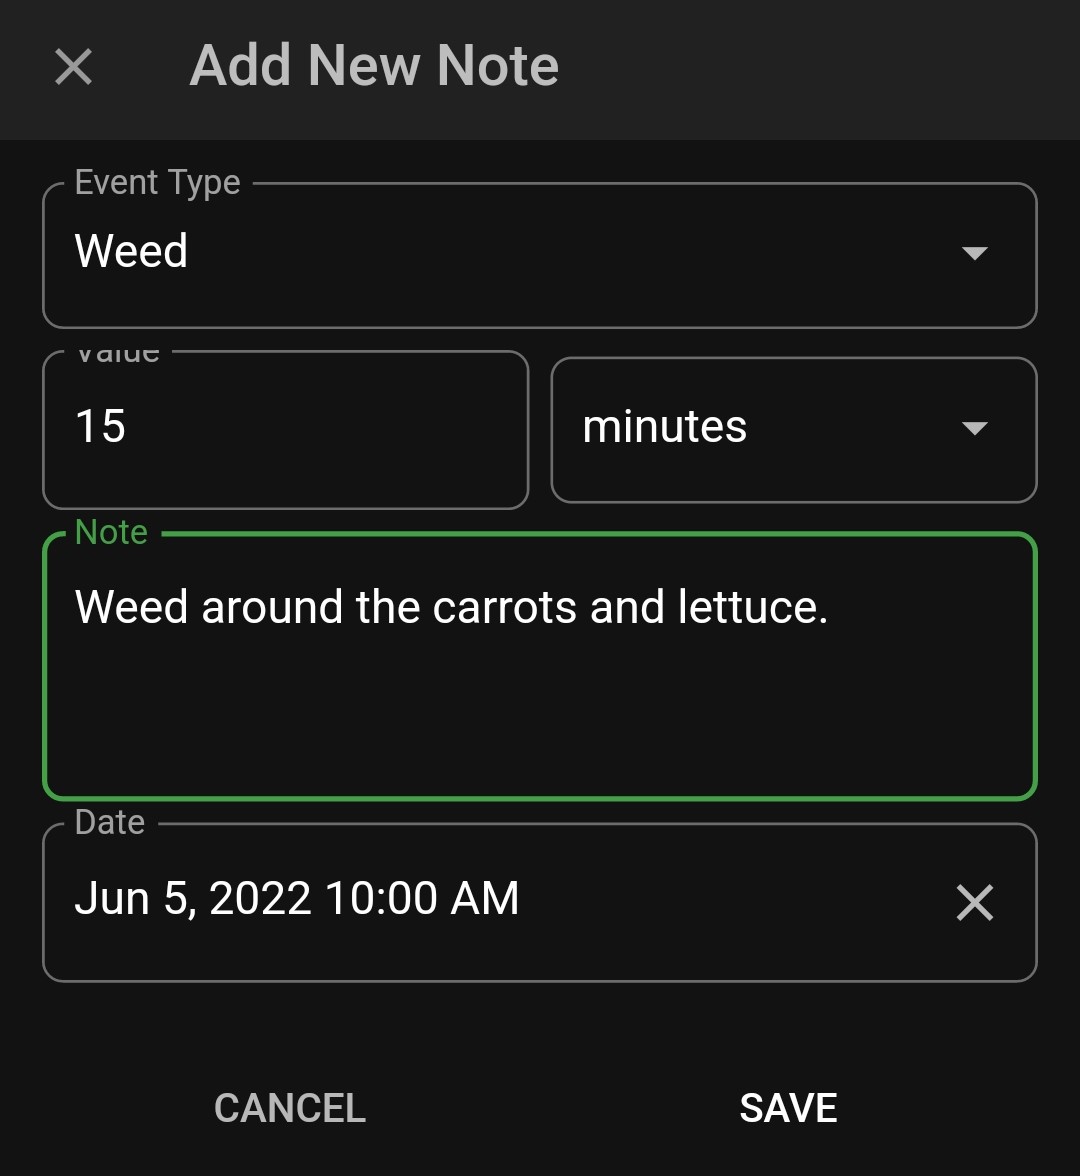 Add New Note
Event Type
Weed
Value
15
minutes
Note
Weed around the carrots and lettuce.
Date
Jun 5, 2022 10:00 AM
CANCEL
SAVE